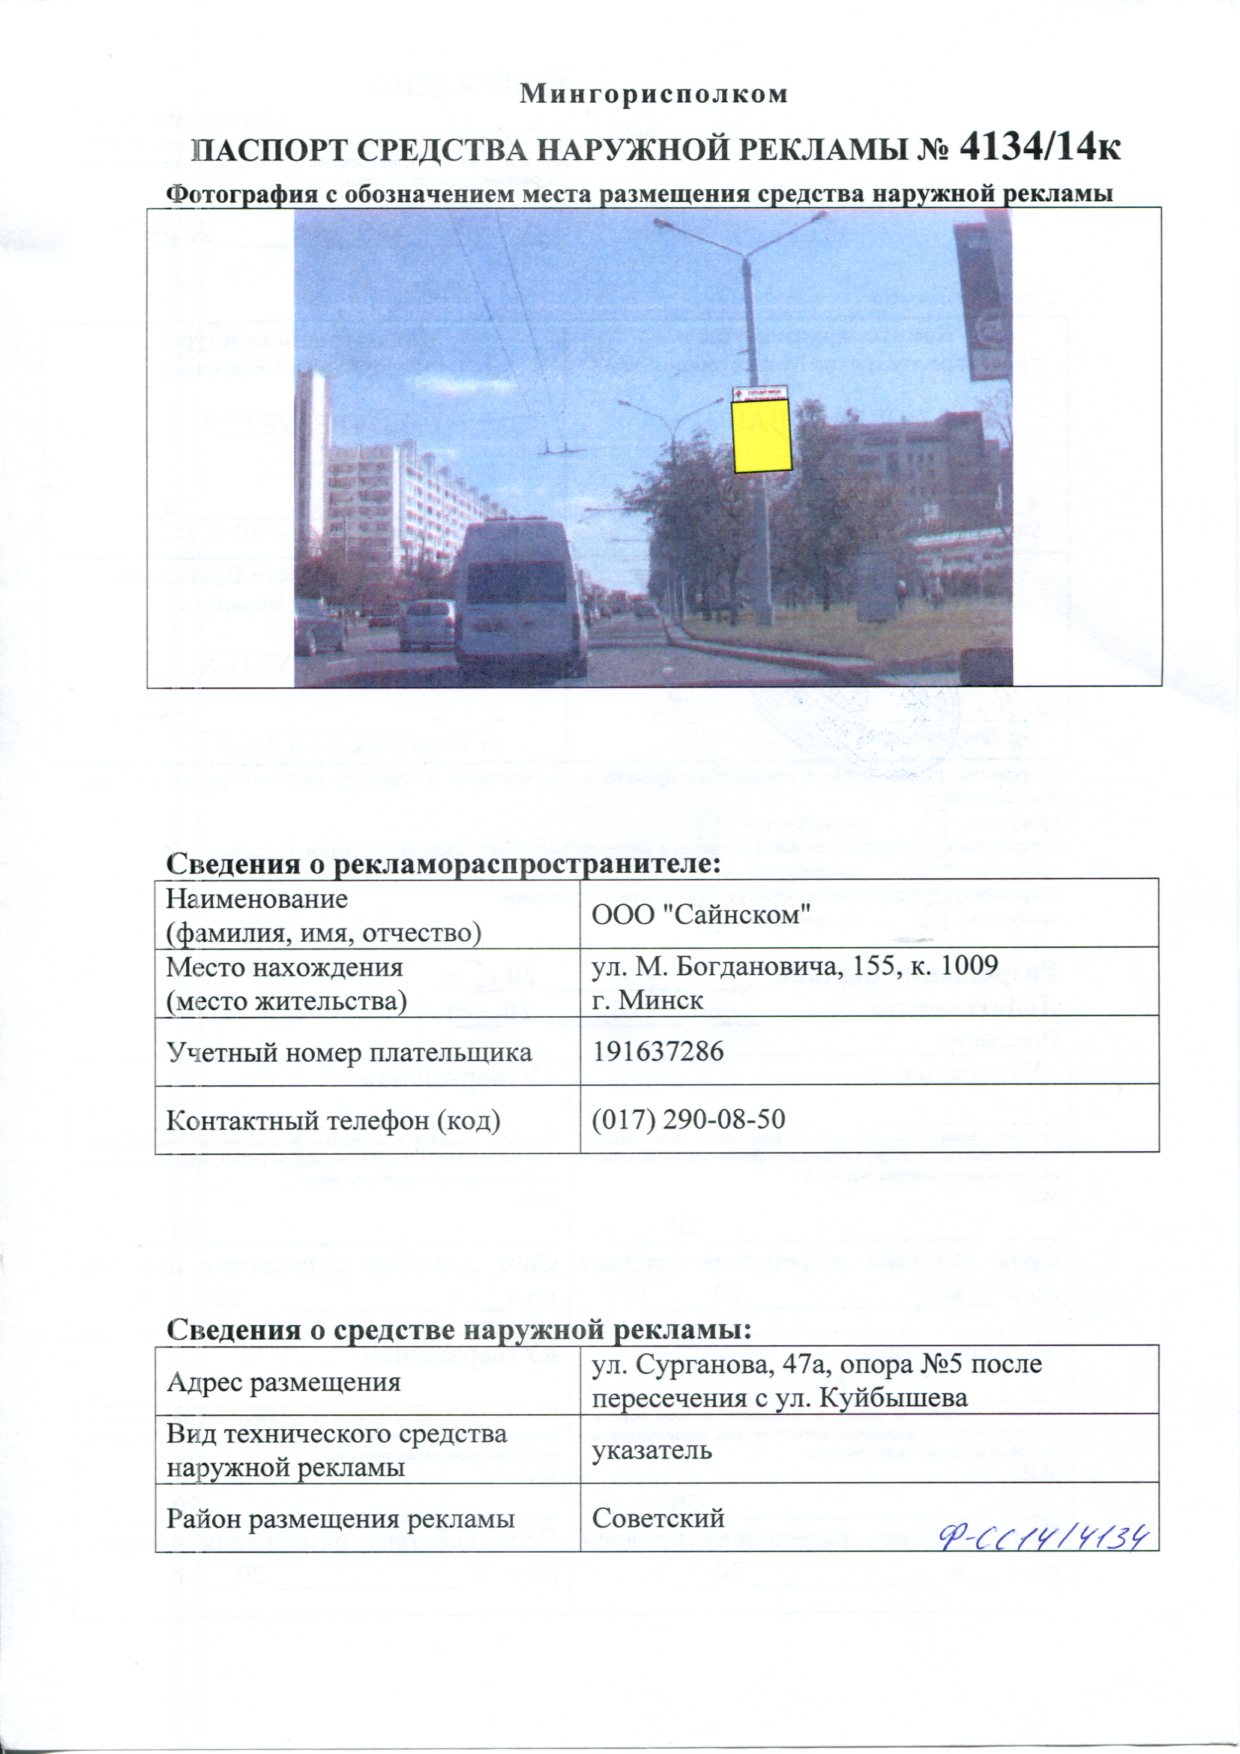 Мингорисполком
ПАСПОРТ СРЕДСТВА НАРУЖНОЙ РЕКЛАМЫ № 4134/14к
Фотография с обозначением места размещения средства наружной рекламы
Сведения о рекламораспространителе:
Наименование
(фамилия, имя, отчество)
ООО "Сайнском"
Место нахождения
(место жительства)
ул. М. Богдановича, 155, к. 1009
г. Минск
Учетный номер плательщика
191637286
Контактный телефон (код)
(017) 290-08-50
Сведения о средстве наружной рекламы:
Адрес размещения
ул. Сурганова, 47а, опора №5 после
пересечения с ул. Куйбышева
Вид технического средства
наружной рекламы
указатель
Район размещения рекламы
Советский
Ф-СС14/4134